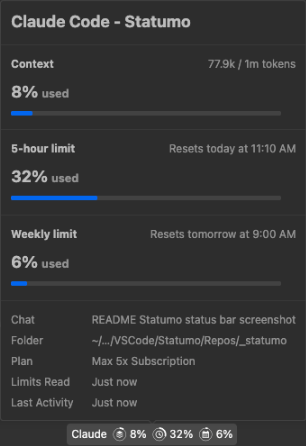 Claude Code - Statumo
Context 77.9k / 1m tokens
8% used
5-hour limit Resets today at 11:10 AM
32% used
Weekly limit Resets tomorrow at 9:00 AM
6% used
Chat README Statumo status bar screenshot
Folder ~/.../VSCode/Statumo/Repos/_statumo
Plan Max 5x Subscription
Limits Read Just now
Last Activity Just now
Claude 8% 32% 6%